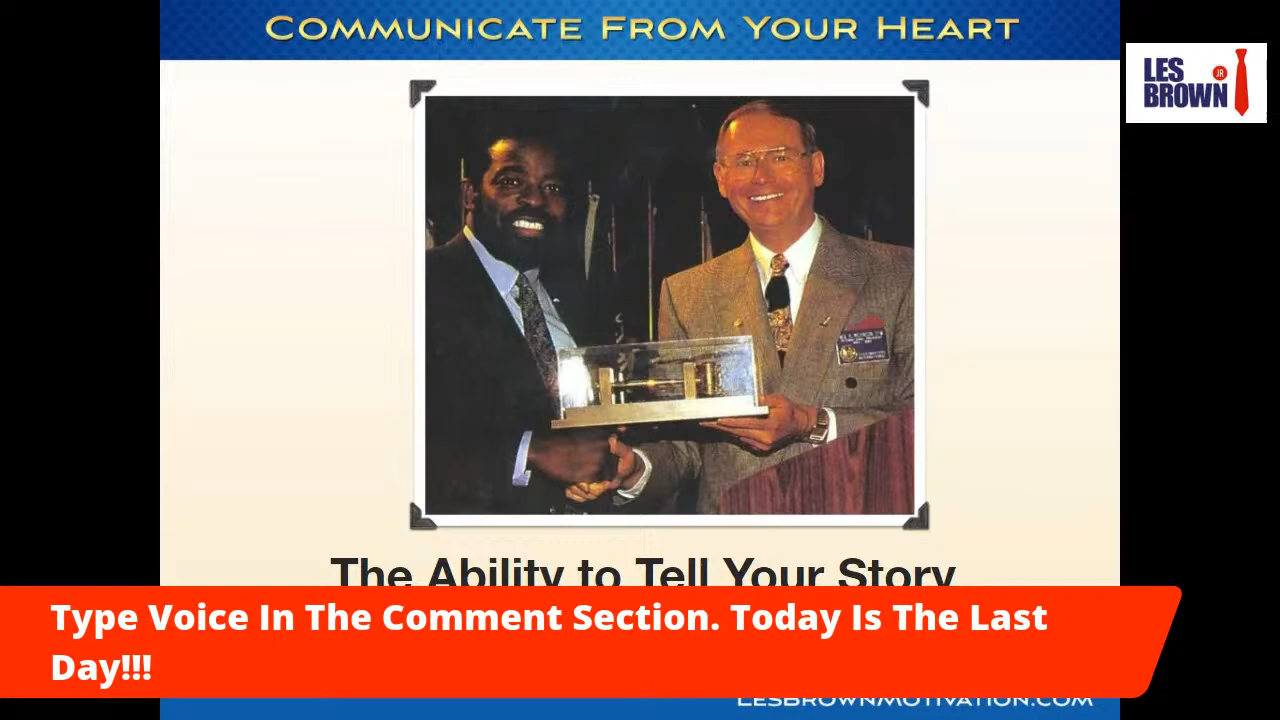 COMMUNICATE FROM YOUR HEART
LES
JR
BROWN
The Ability to Tell Your Story
Type Voice In The Comment Section. Today Is The Last
Day!!!
LESBROWNMOTIVATION.COM